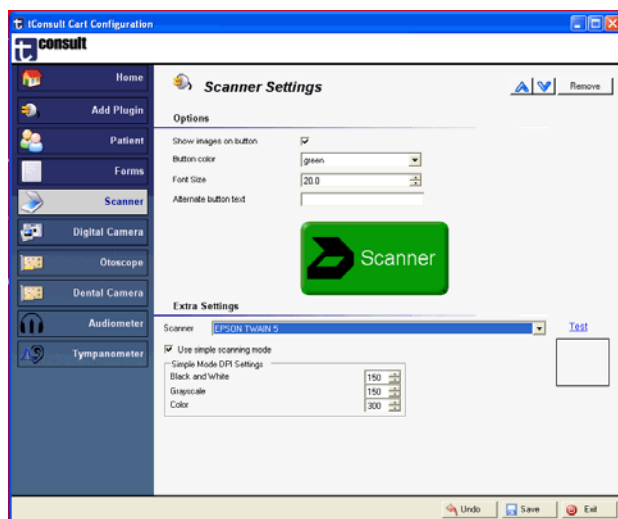 tConsult Cart Configuration
tconsult
Home
Add Plugin
Patient
Forms
Scanner
Digital Camera
Otoscope
Dental Camera
Audiometer
Tympanometer
Scanner Settings
Remove
Options
Show images on button
Button color green
Font Size 20.0
Alternate button text
Scanner
Extra Settings
Scanner EPSON TWAIN 5 Test
Use simple scanning mode
Simple Mode DPI Settings
Black and White 150
Grayscale 150
Color 300
Undo Save Exit